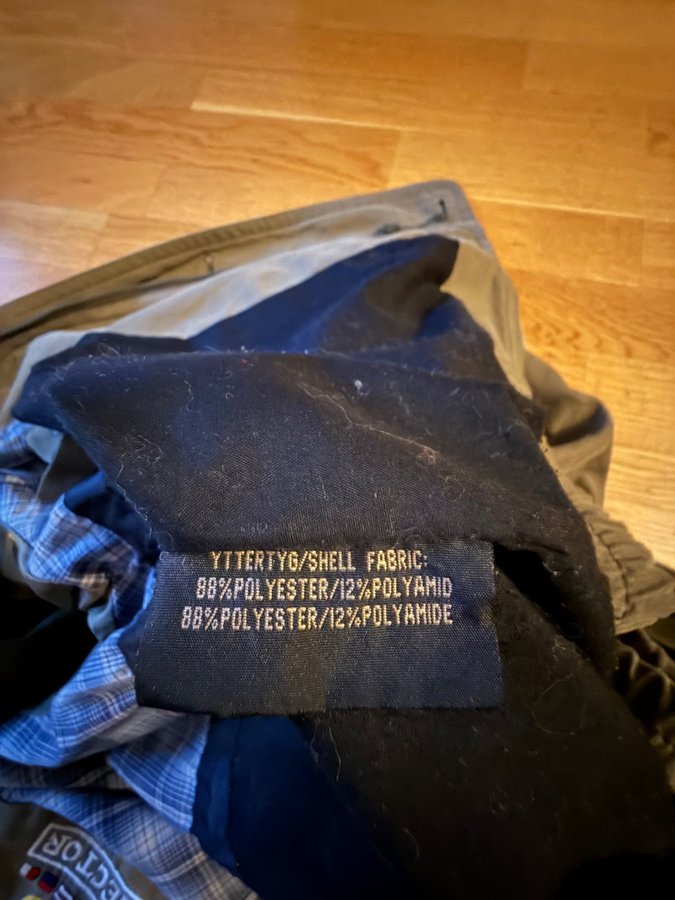 YTTERTYG/SHELL FABRIC:
88%POLYESTER/12%POLYAMID
88%POLYESTER/12%POLYAMIDE